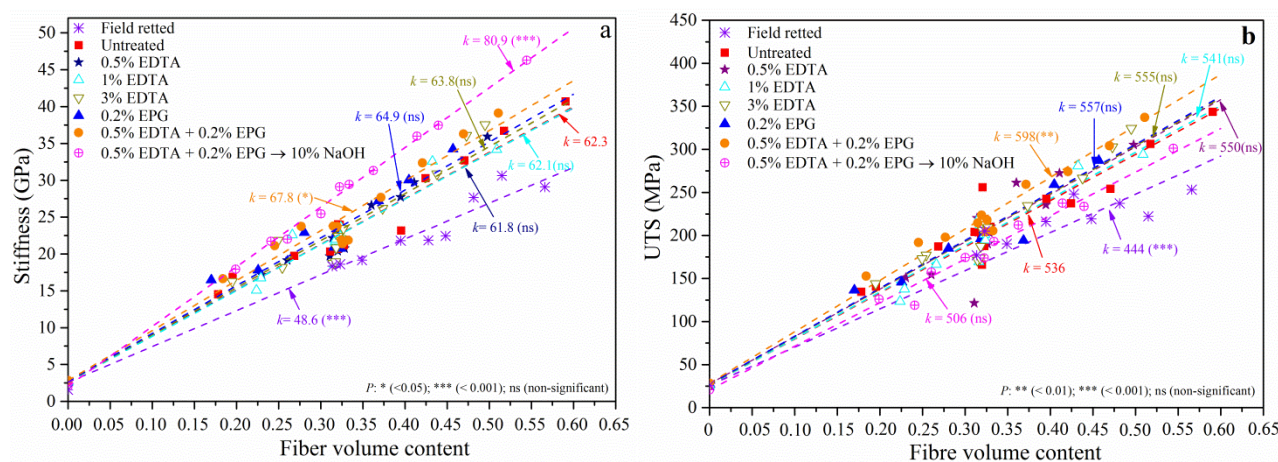 a
Stiffness (GPa)
50
45
40
35
30
25
20
15
10
5
0
Field retted
Untreated
0.5% EDTA
1% EDTA
3% EDTA
0.2% EPG
0.5% EDTA + 0.2% EPG
0.5% EDTA + 0.2% EPG → 10% NaOH
k = 80.9 (***)
k = 63.8(ns)
k = 64.9 (ns)
k = 62.3
k = 62.1(ns)
k = 67.8 (*)
k = 61.8 (ns)
k= 48.6 (***)
P: * (<0.05); *** (< 0.001); ns (non-significant)
0.00 0.05 0.10 0.15 0.20 0.25 0.30 0.35 0.40 0.45 0.50 0.55 0.60 0.65
Fiber volume content
b
UTS (MPa)
450
400
350
300
250
200
150
100
50
0
Field retted
Untreated
0.5% EDTA
1% EDTA
3% EDTA
0.2% EPG
0.5% EDTA + 0.2% EPG
0.5% EDTA + 0.2% EPG → 10% NaOH
k = 541(ns)
k = 555(ns)
k = 557(ns)
k = 598(**)
k = 550(ns)
k = 444 (***)
k = 536
k = 506 (ns)
P: ** (< 0.01); *** (< 0.001); ns (non-significant)
0 0.05 0.10 0.15 0.20 0.25 0.30 0.35 0.40 0.45 0.50 0.55 0.60 0.65
Fibre volume content